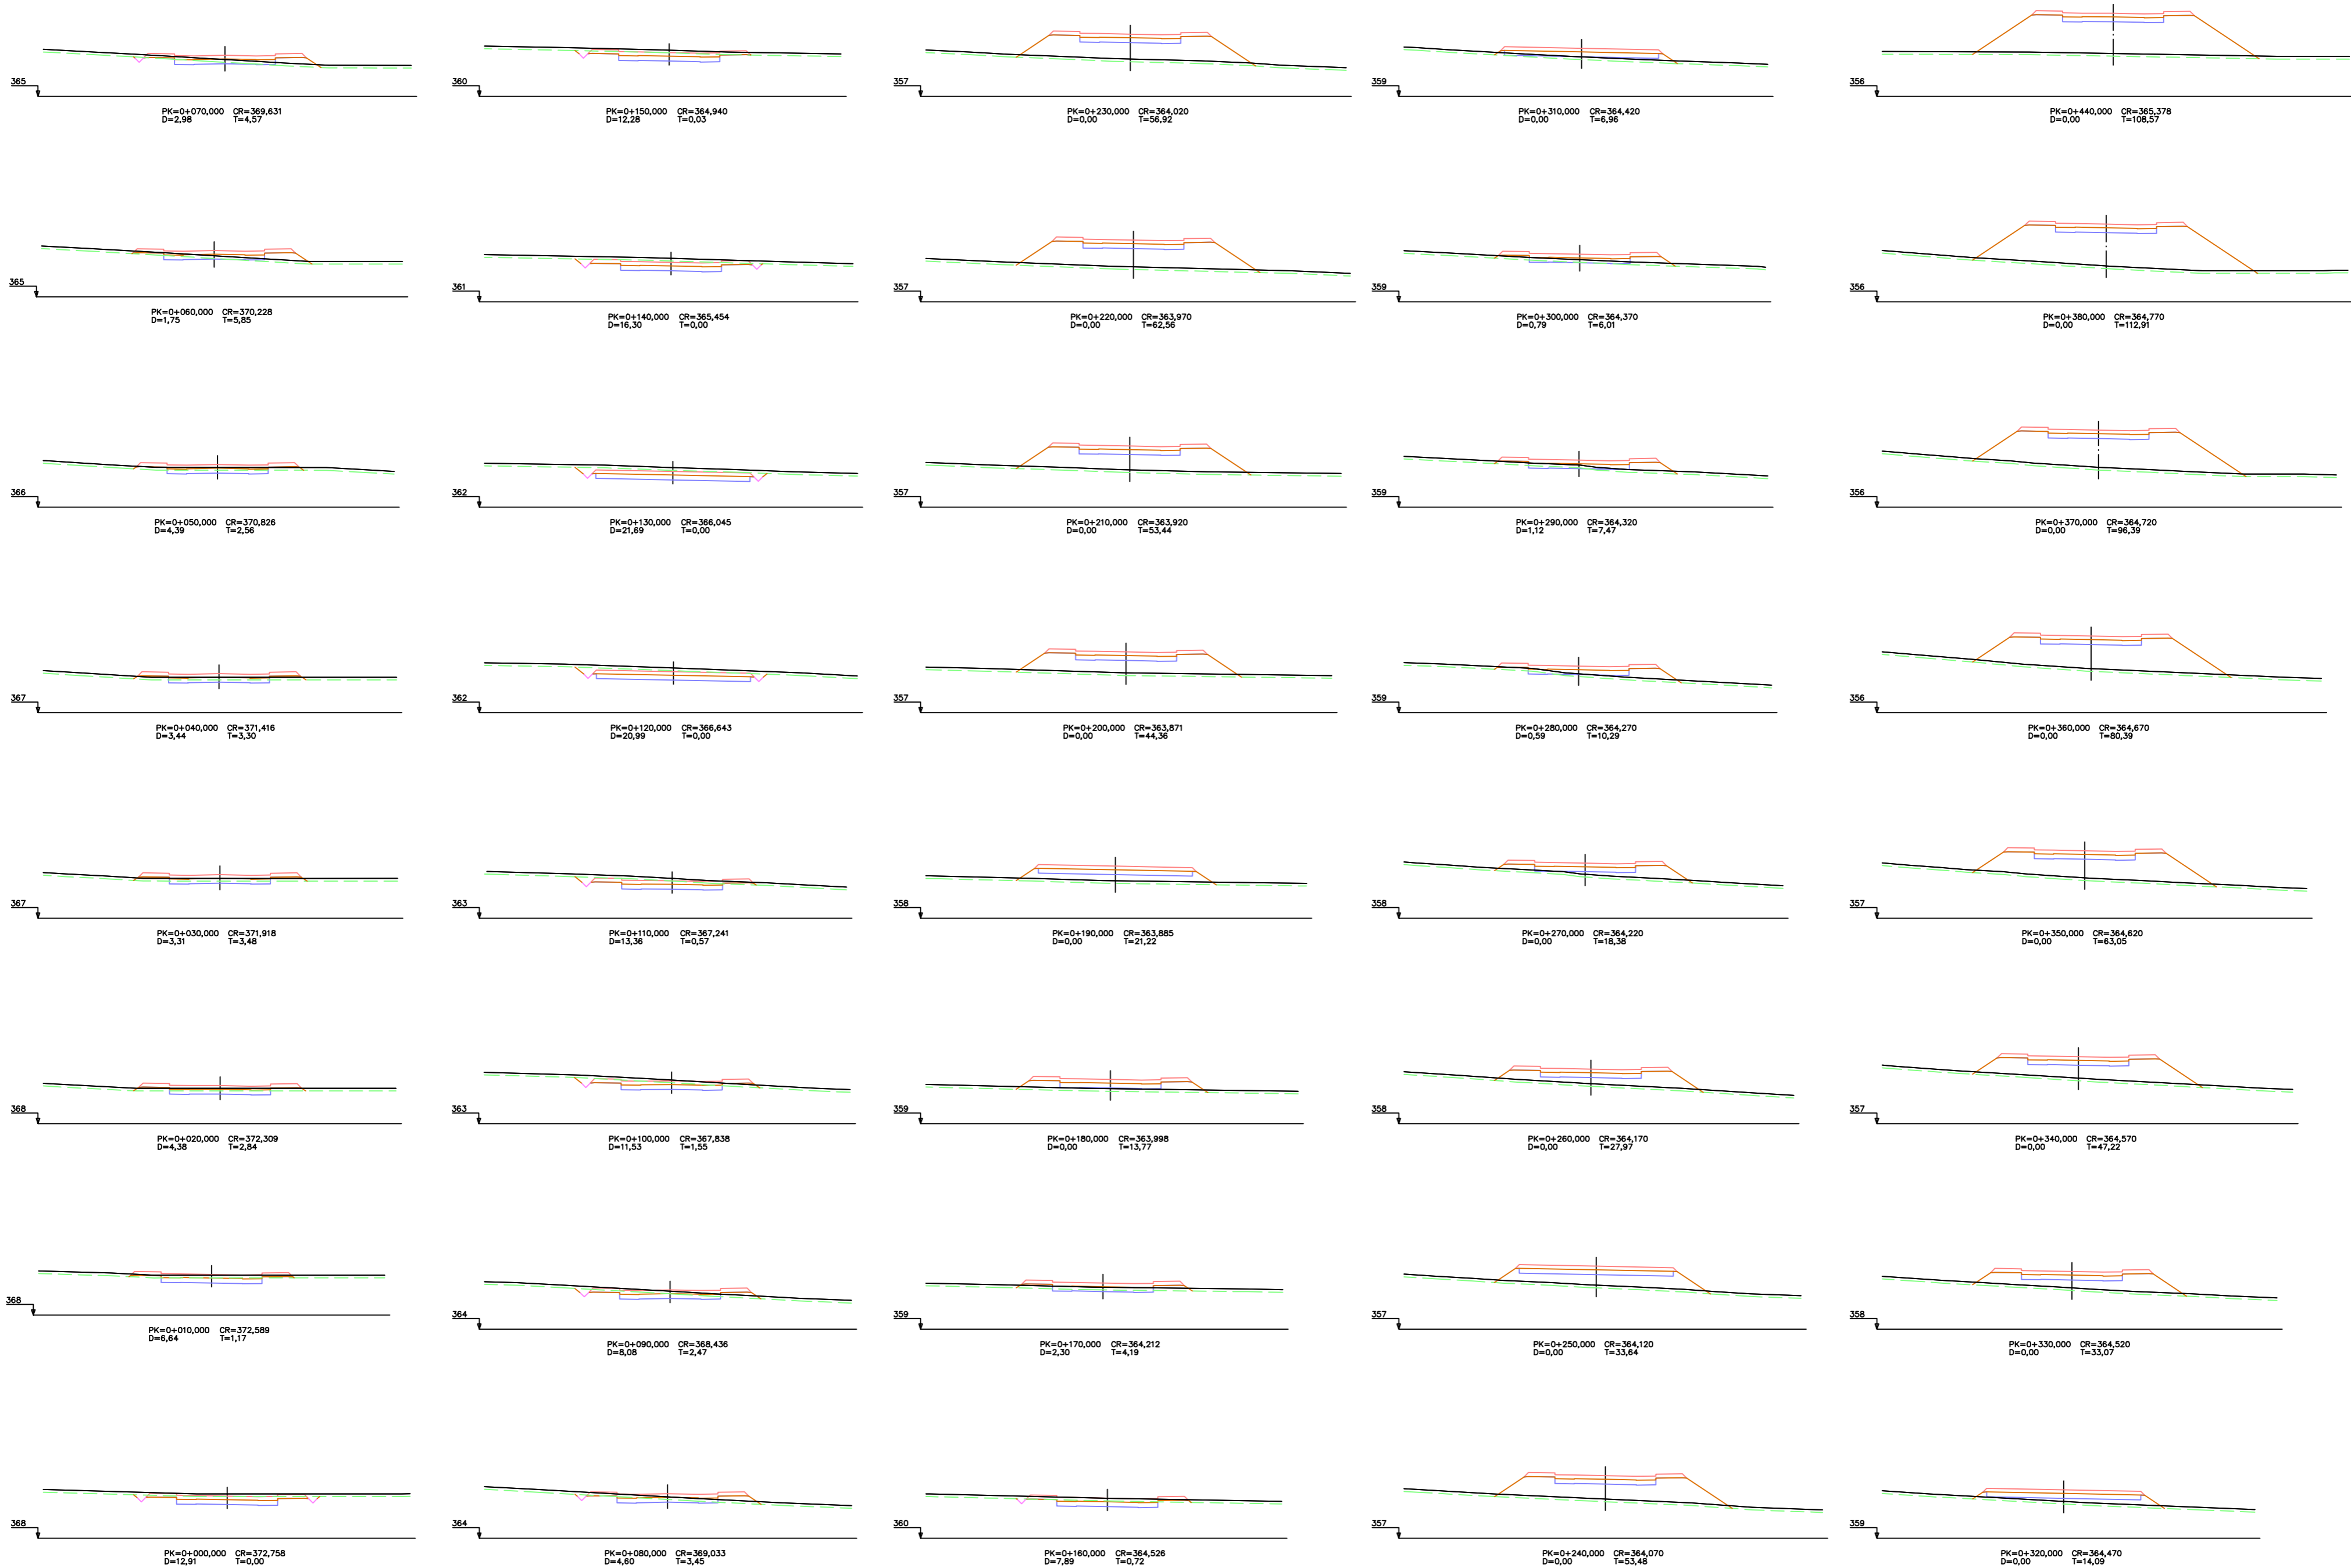 365
PK=0+070,000 CR=369,631
D=2,98 T=4,57
360
PK=0+150,000 CR=364,940
D=12,28 T=0,03
357
PK=0+230,000 CR=364,020
D=0,00 T=56,92
359
PK=0+310,000 CR=364,420
D=0,00 T=6,96
356
PK=0+440,000 CR=365,378
D=0,00 T=108,57
365
PK=0+060,000 CR=370,228
D=1,75 T=5,85
361
PK=0+140,000 CR=365,454
D=16,30 T=0,00
357
PK=0+220,000 CR=363,970
D=0,00 T=62,56
359
PK=0+300,000 CR=364,370
D=0,79 T=6,01
356
PK=0+380,000 CR=364,770
D=0,00 T=112,91
366
PK=0+050,000 CR=370,826
D=4,39 T=2,56
362
PK=0+130,000 CR=366,045
D=21,69 T=0,00
357
PK=0+210,000 CR=363,920
D=0,00 T=53,44
359
PK=0+290,000 CR=364,320
D=1,12 T=7,47
356
PK=0+370,000 CR=364,720
D=0,00 T=96,39
367
PK=0+040,000 CR=371,416
D=3,44 T=3,30
362
PK=0+120,000 CR=366,643
D=20,99 T=0,00
357
PK=0+200,000 CR=363,871
D=0,00 T=44,36
359
PK=0+280,000 CR=364,270
D=0,59 T=10,29
356
PK=0+360,000 CR=364,670
D=0,00 T=80,39
367
PK=0+030,000 CR=371,918
D=3,31 T=3,48
363
PK=0+110,000 CR=367,241
D=13,36 T=0,57
358
PK=0+190,000 CR=363,885
D=0,00 T=21,22
358
PK=0+270,000 CR=364,220
D=0,00 T=18,38
357
PK=0+350,000 CR=364,620
D=0,00 T=63,05
368
PK=0+020,000 CR=372,309
D=4,38 T=2,84
363
PK=0+100,000 CR=367,838
D=11,53 T=1,55
359
PK=0+180,000 CR=363,998
D=0,00 T=13,77
358
PK=0+260,000 CR=364,170
D=0,00 T=27,97
357
PK=0+340,000 CR=364,570
D=0,00 T=47,22
368
PK=0+010,000 CR=372,589
D=6,64 T=1,17
364
PK=0+090,000 CR=368,436
D=8,08 T=2,47
359
PK=0+170,000 CR=364,212
D=2,30 T=4,19
357
PK=0+250,000 CR=364,120
D=0,00 T=33,64
358
PK=0+330,000 CR=364,520
D=0,00 T=33,07
368
PK=0+000,000 CR=372,758
D=12,91 T=0,00
364
PK=0+080,000 CR=369,033
D=4,60 T=3,45
360
PK=0+160,000 CR=364,526
D=7,89 T=0,72
357
PK=0+240,000 CR=364,070
D=0,00 T=53,48
359
PK=0+320,000 CR=364,470
D=0,00 T=14,09